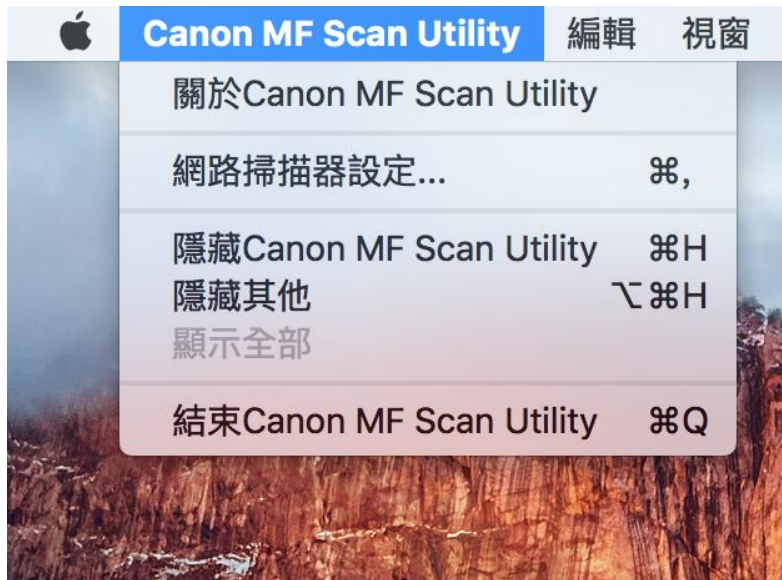 Canon MF Scan Utility 編輯 視窗
關於Canon MF Scan Utility
網路掃描器設定... ⌘,
隱藏Canon MF Scan Utility ⌘H
隱藏其他 ⌥⌘H
顯示全部
結束Canon MF Scan Utility ⌘Q